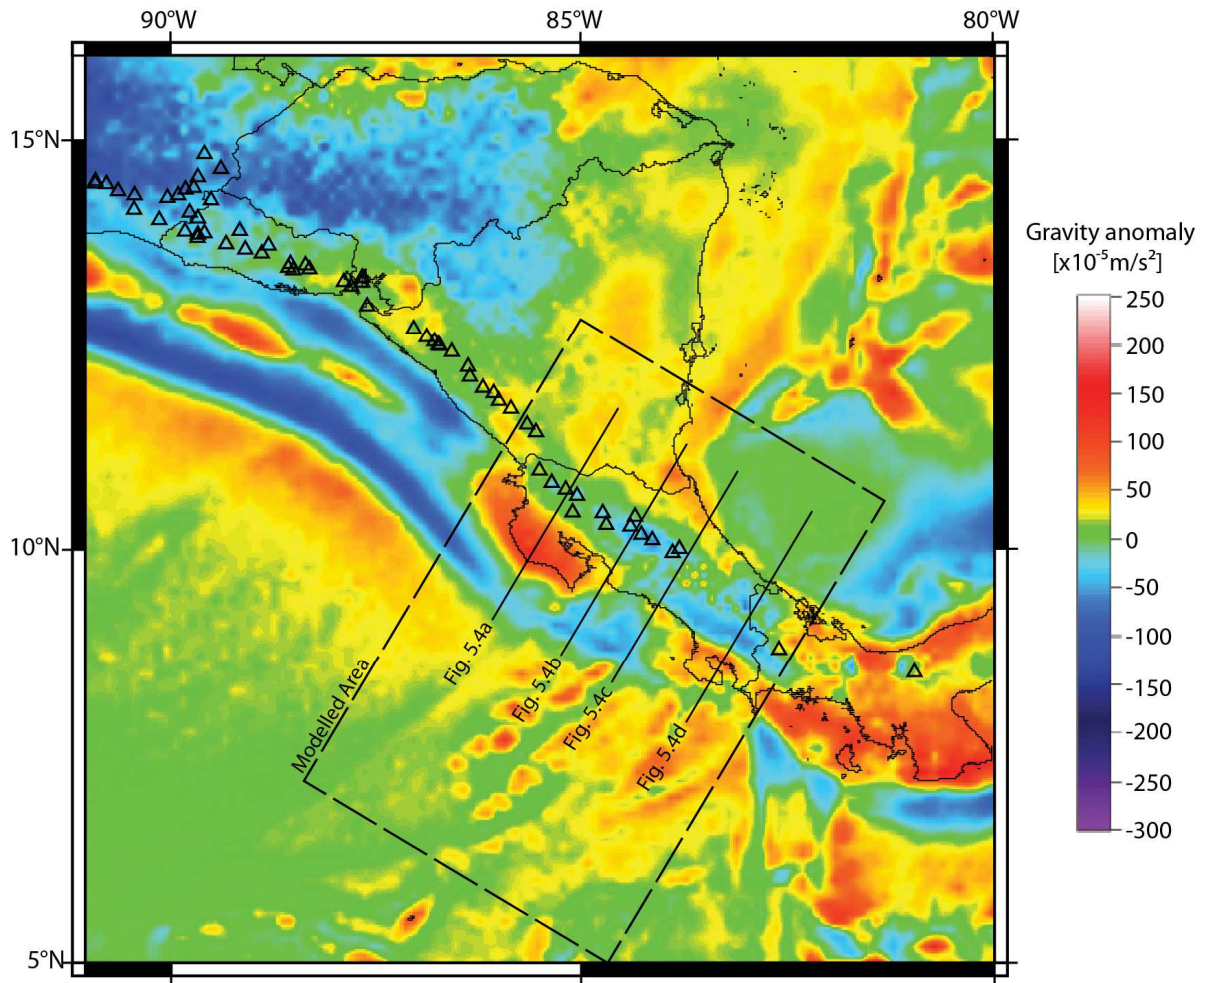 90°W 85°W 80°W
15°N
10°N
5°N
Gravity anomaly
[x10⁻⁵m/s²]
250
200
150
100
50
0
-50
-100
-150
-200
-250
-300
Modelled Area
Fig. 5.4a
Fig. 5.4b
Fig. 5.4c
Fig. 5.4d